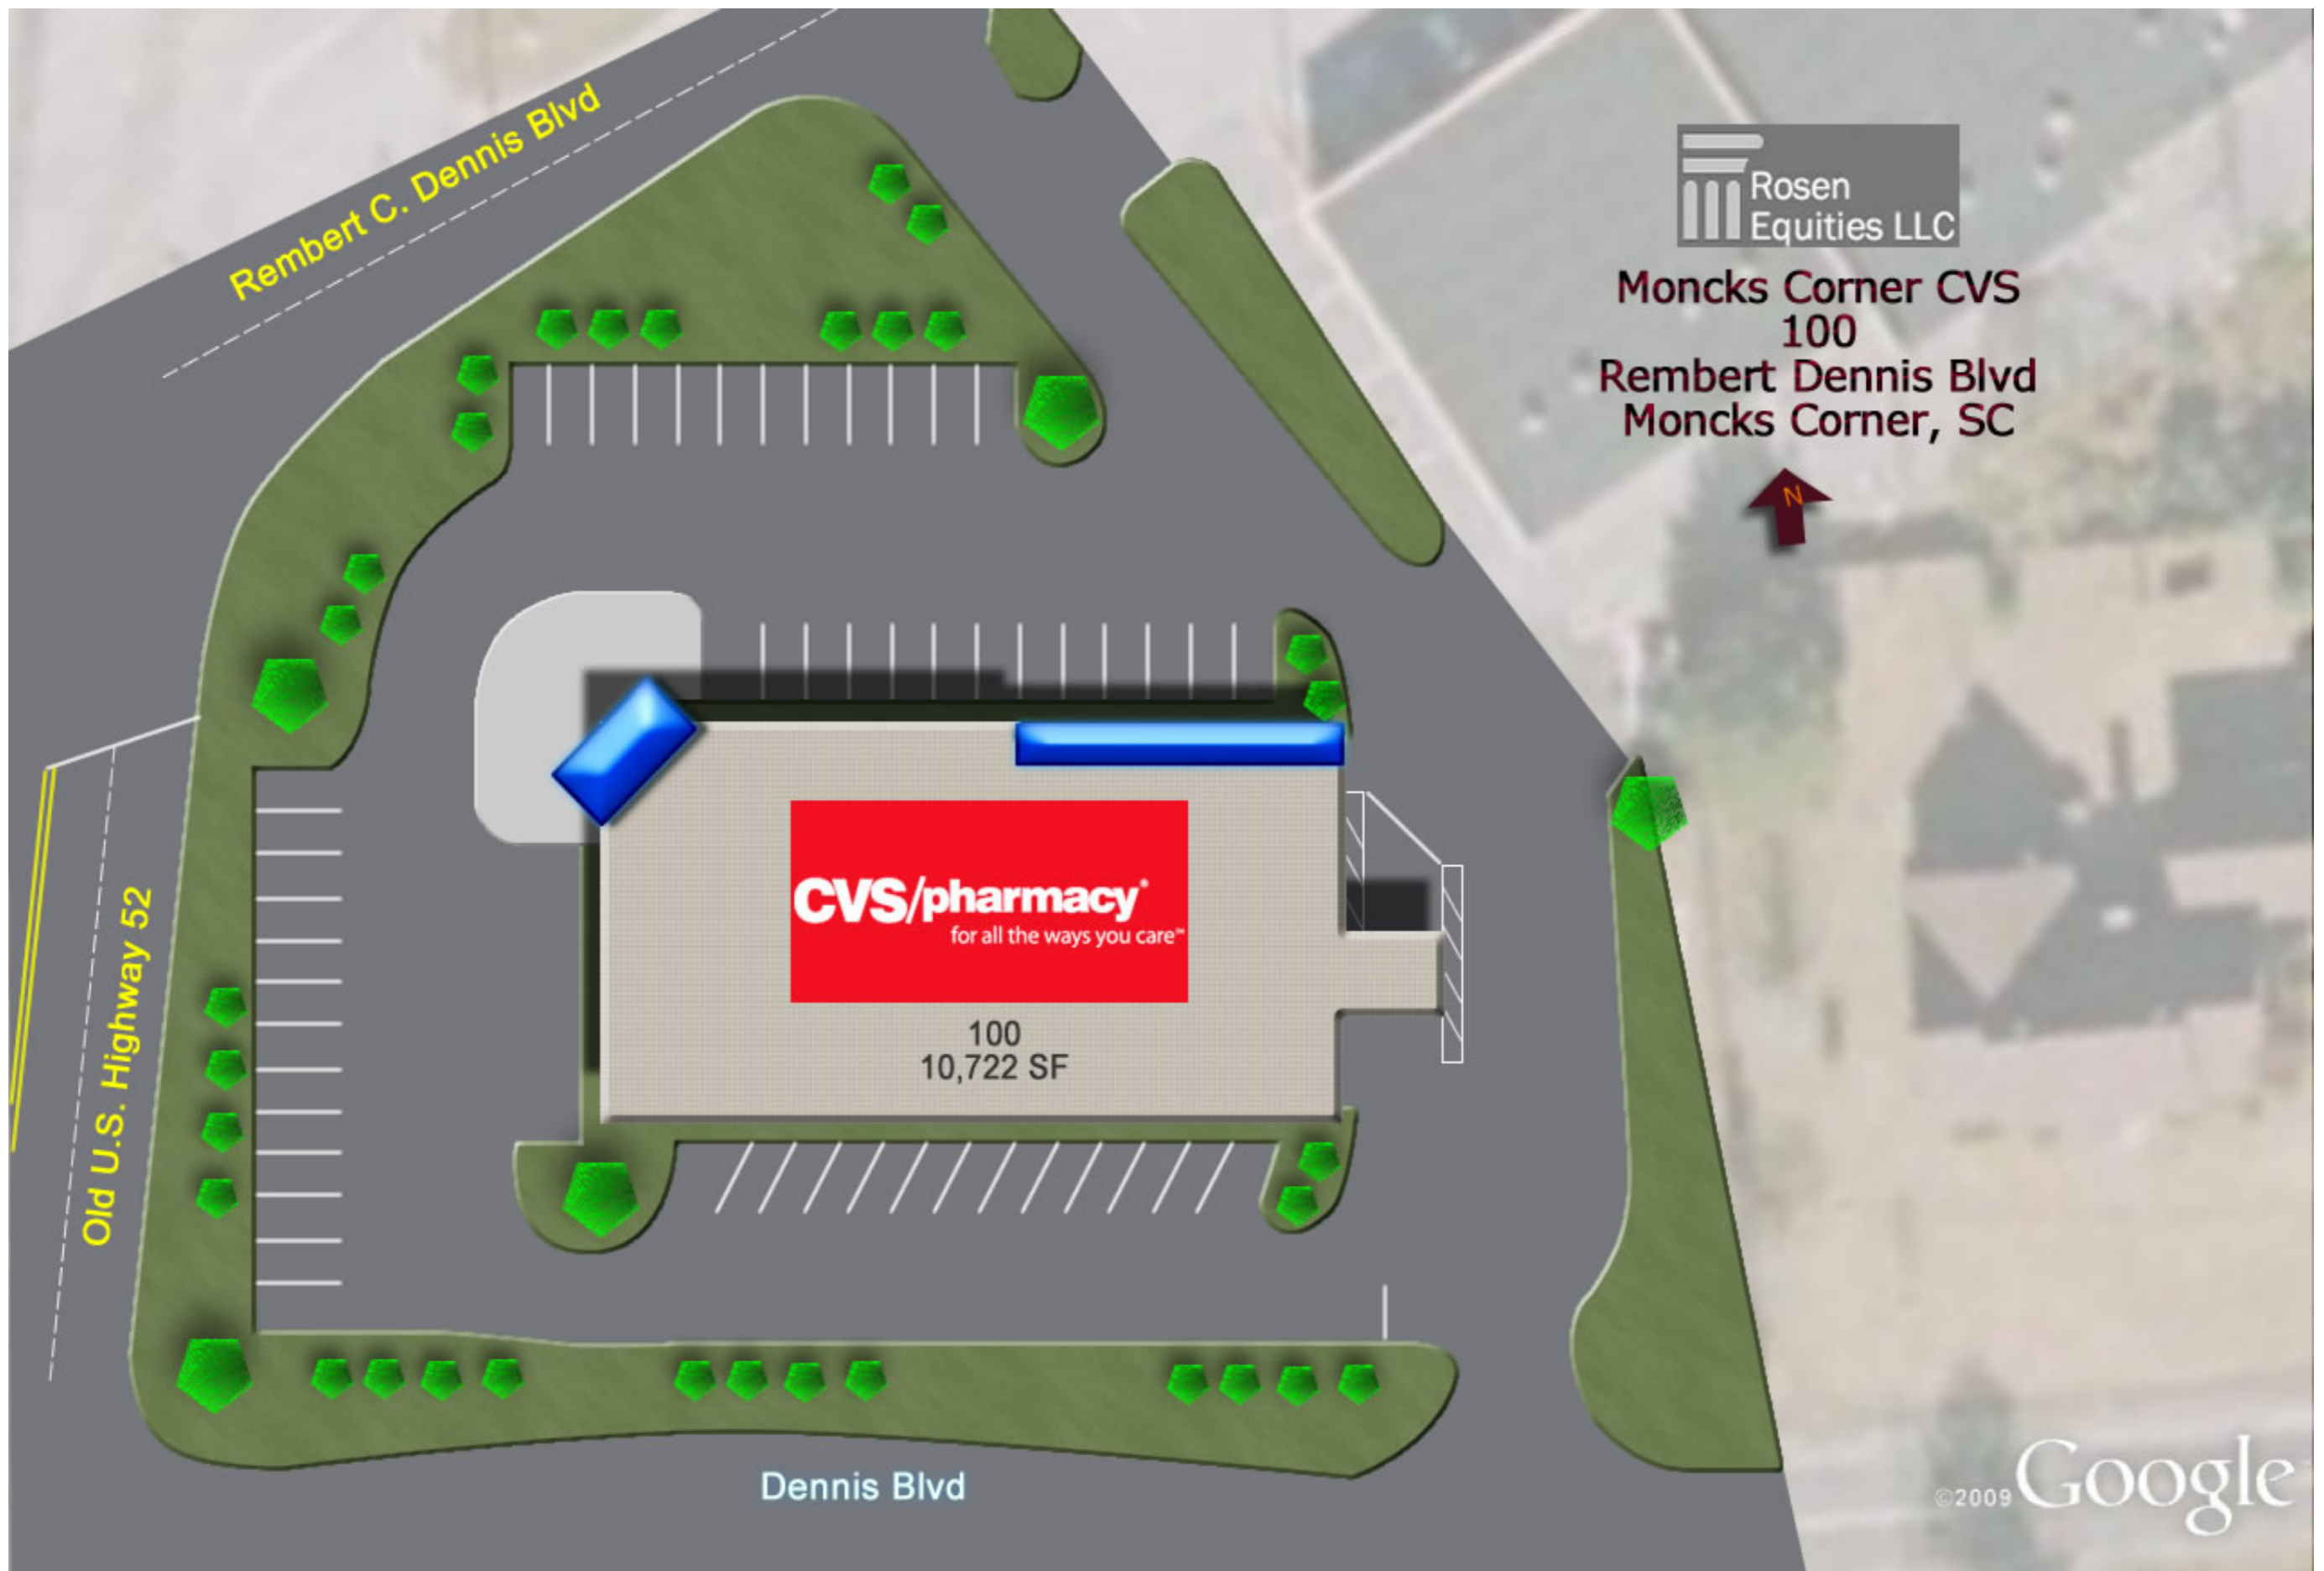 Rembert C. Dennis Blvd
Rosen
Equities LLC
Moncks Corner CVS
100
Rembert Dennis Blvd
Moncks Corner, SC
N
CVS/pharmacy®
for all the ways you care℠
100
10,722 SF
Old U.S. Highway 52
Dennis Blvd
©2009 Google